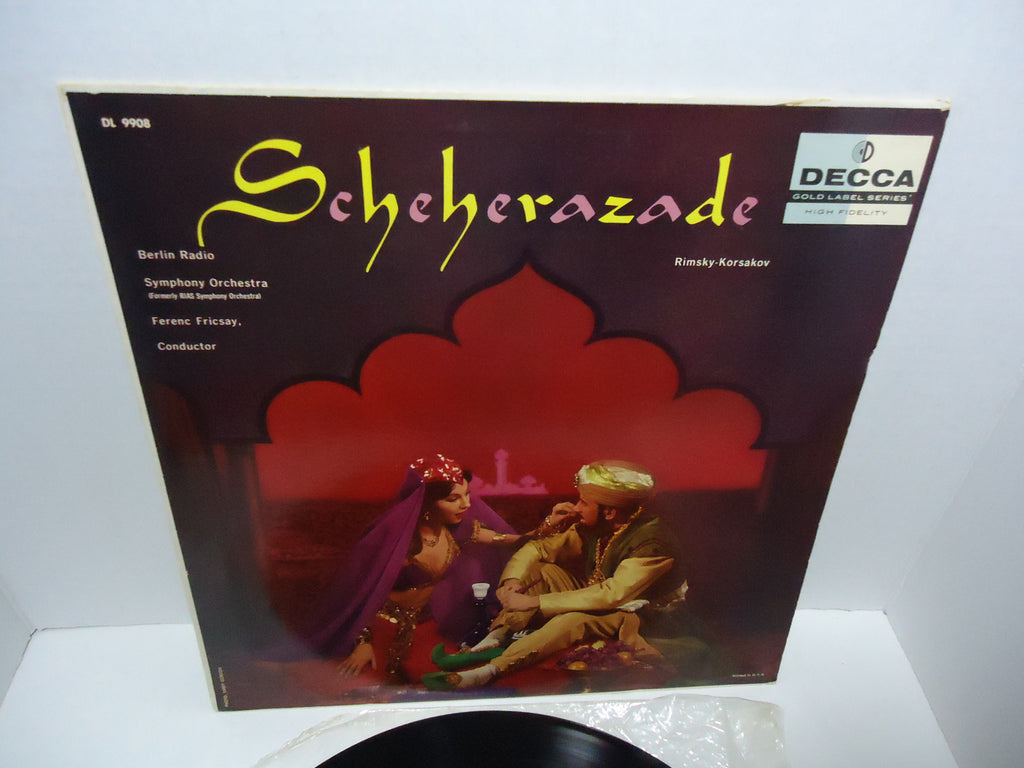 DL 9908
Scheherazade
DECCA
GOLD LABEL SERIES
HIGH FIDELITY
Berlin Radio
Symphony Orchestra
(Formerly RIAS Symphony Orchestra)
Ferenc Fricsay,
Conductor
Rimsky-Korsakov